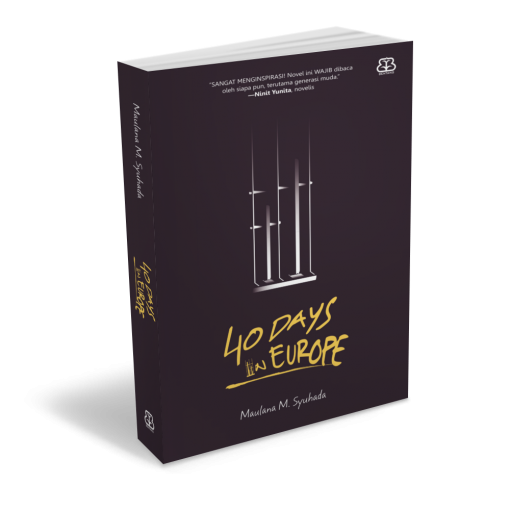 "SANGAT MENGINSPIRASI! Novel ini WAJIB dibaca
oleh siapa pun, terutama generasi muda."
—Ninit Yunita, novelis
40 DAYS
IN EUROPE
Maulana M. Syuhada
Maulana M. Syuhada
40 DAYS
IN EUROPE